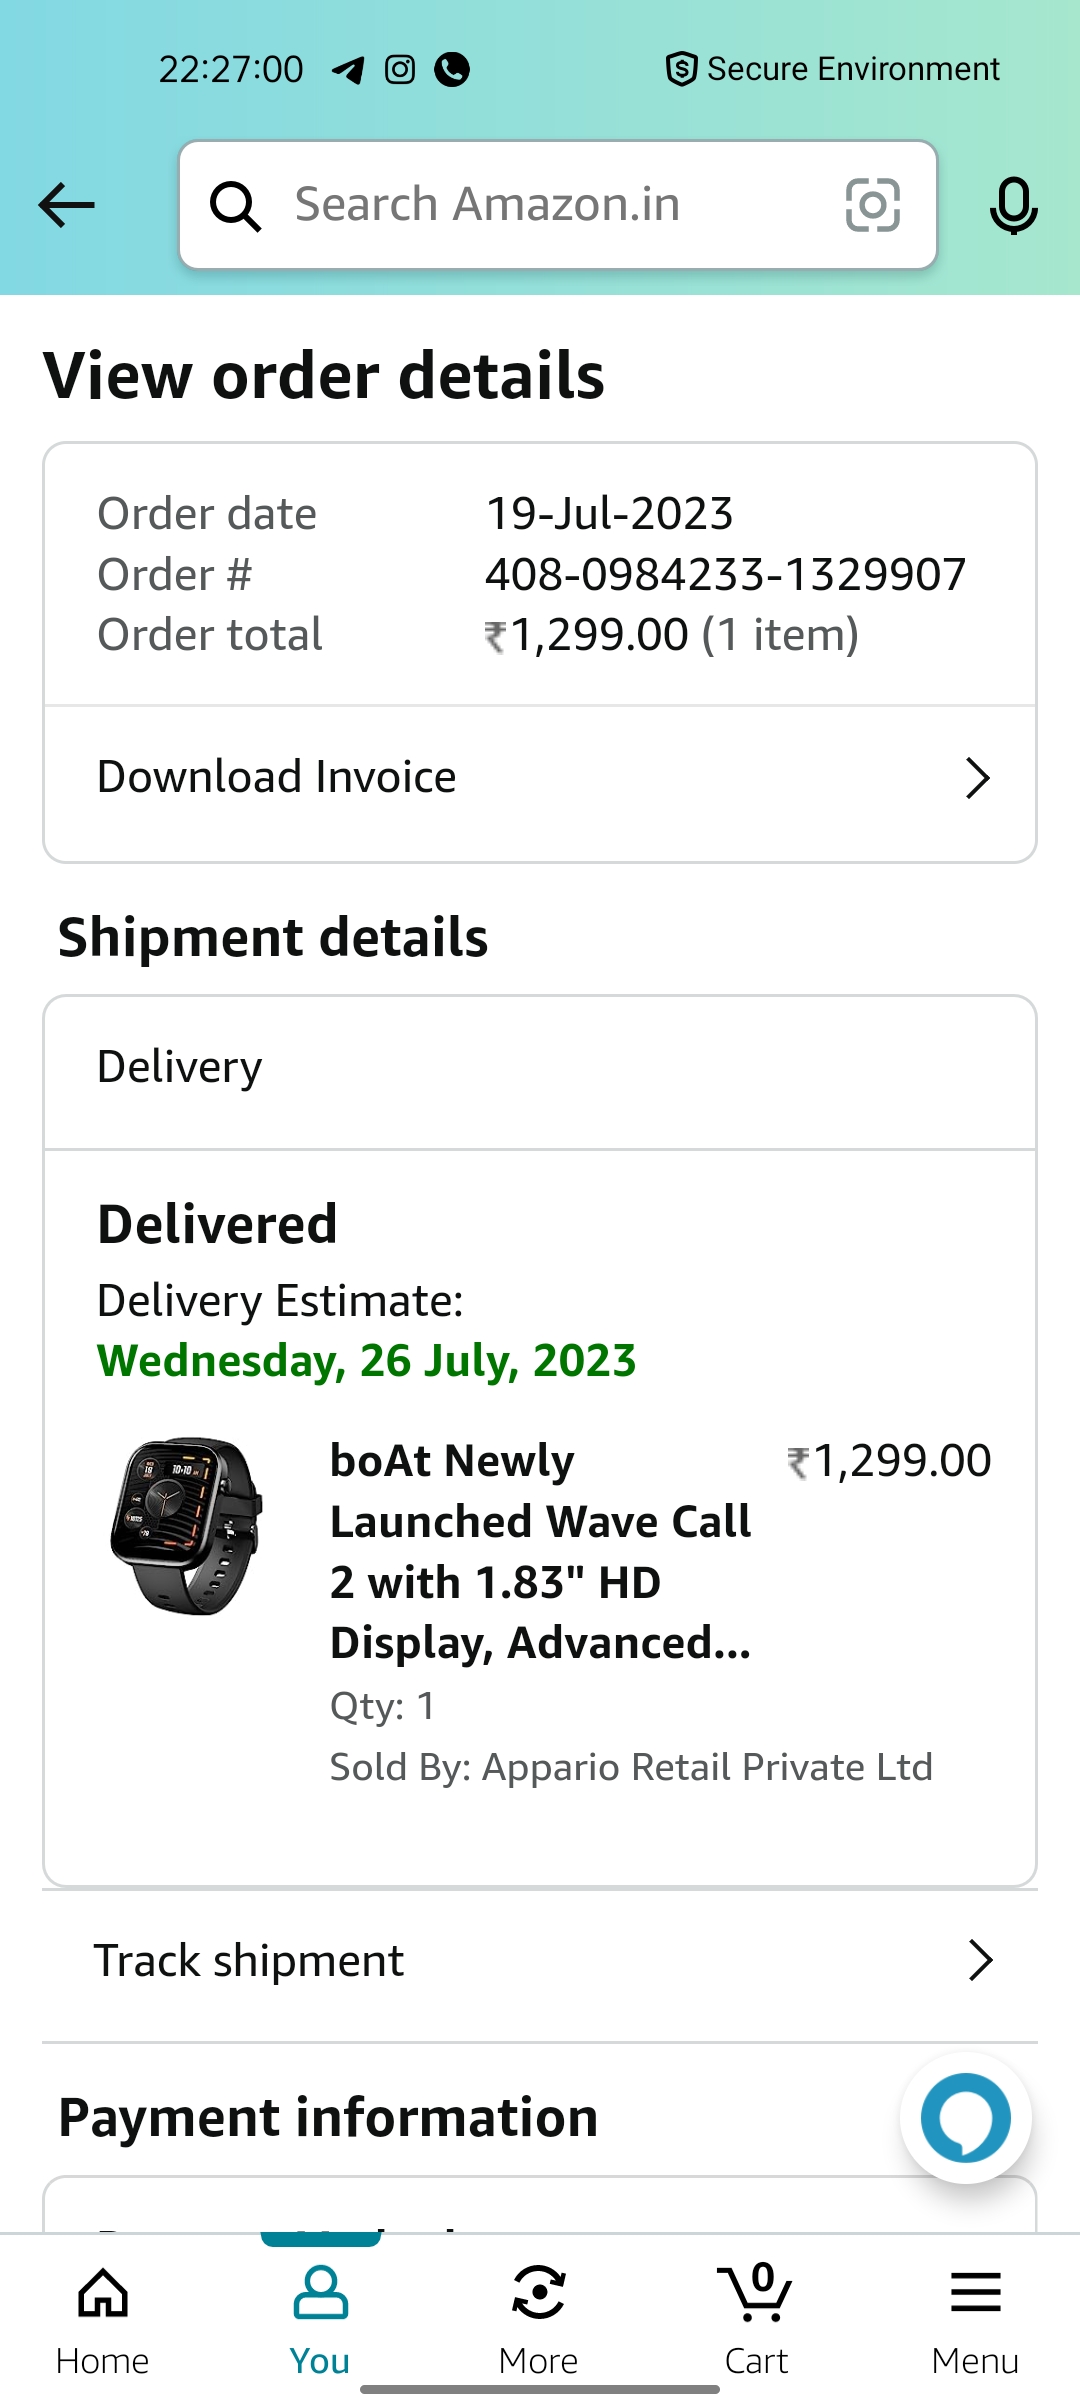 22:27:00 Secure Environment
Search Amazon.in
View order details
Order date 19-Jul-2023
Order # 408-0984233-1329907
Order total ₹1,299.00 (1 item)
Download Invoice
Shipment details
Delivery
Delivered
Delivery Estimate:
Wednesday, 26 July, 2023
boAt Newly ₹1,299.00
Launched Wave Call
2 with 1.83" HD
Display, Advanced...
Qty: 1
Sold By: Appario Retail Private Ltd
Track shipment
Payment information
0
Home You More Cart Menu